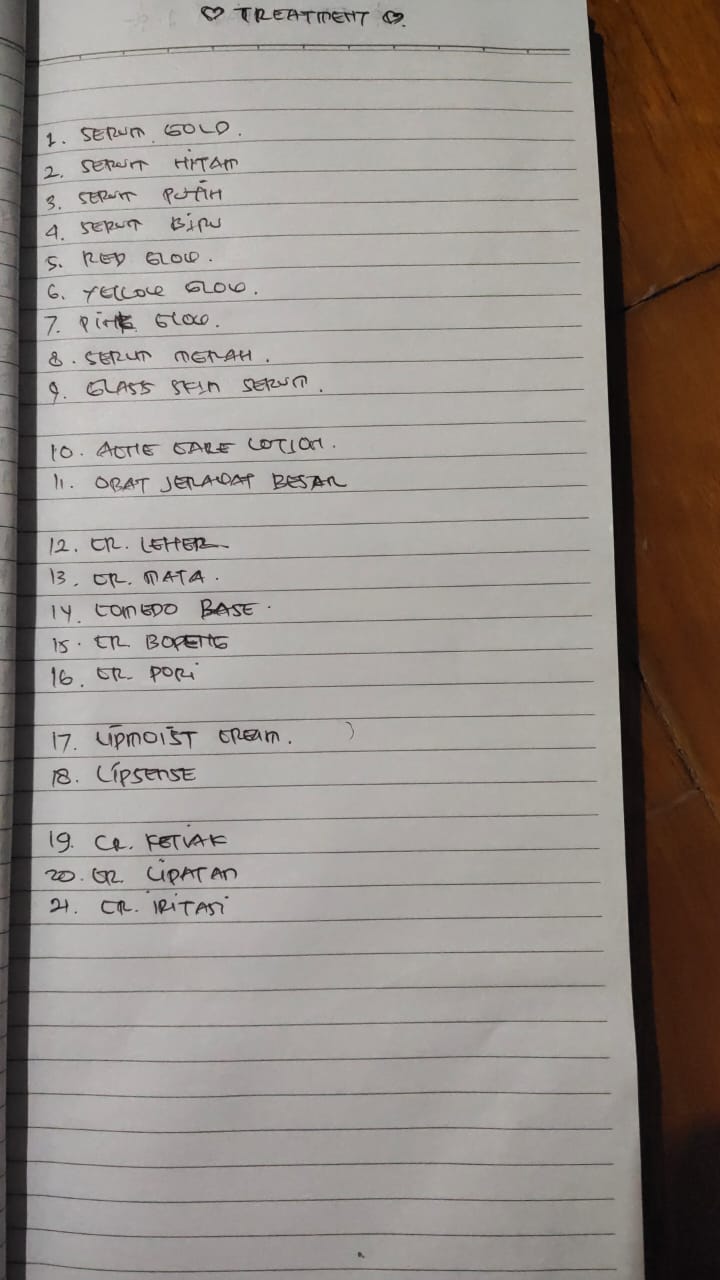 ♡ TREATMENT ♡.
1. SERUM GOLD.
2. SERUM HITAM
3. SERUM PUTIH
4. SERUM BIRU
5. RED GLOW.
6. YELLOW GLOW.
7. PINK GLOW.
8. SERUM MERAH.
9. GLASS SKIN SERUM.
10. ACNE CARE LOTION.
11. OBAT JERAWAT BESAR
12. CR. LEHER
13. CR. MATA.
14. COMEDO BASE.
15. CR BOPENG
16. CR. PORI
17. LIPMOIST CREAM. )
18. LIPSENSE
19. CR. KETIAK
20. CR. LIPATAN
21. CR. IRITASI